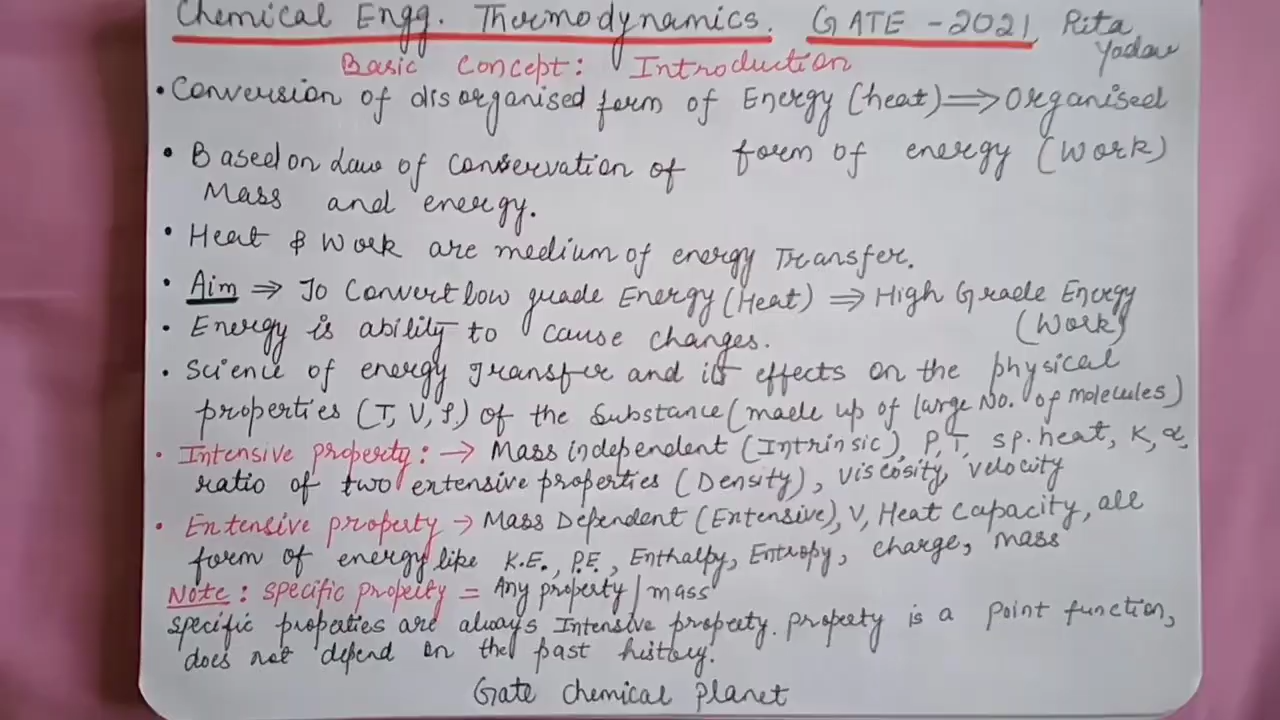 Chemical Engg. Thermodynamics. GATE - 2021, Rita Yadav
Basic Concept: Introduction
• Conversion of disorganised form of Energy (heat) ⟹ Organised
form of energy (Work)
• Based on Law of Conservation of
Mass and energy.
• Heat & Work are medium of energy Transfer.
• Aim ⇒ To Convert low grade Energy (Heat) ⇒ High Grade Energy
(Work)
• Energy is ability to cause changes.
• Science of energy Transfer and its effects on the physical
properties (T, V, P,) of the Substance (made up of large No. of molecules)
• Intensive property: → Mass independent (Intrinsic), P, T, sp. heat, K, α,
ratio of two extensive properties (Density), viscosity, velocity
• Extensive property → Mass Dependent (Extensive), V, Heat Capacity, all
form of energy like K.E., P.E., Enthalpy, Entropy, charge, mass
Note: Specific property = Any property / mass
Specific properties are always Intensive property. Property is a point function,
does not depend on the past history.
Gate Chemical Planet